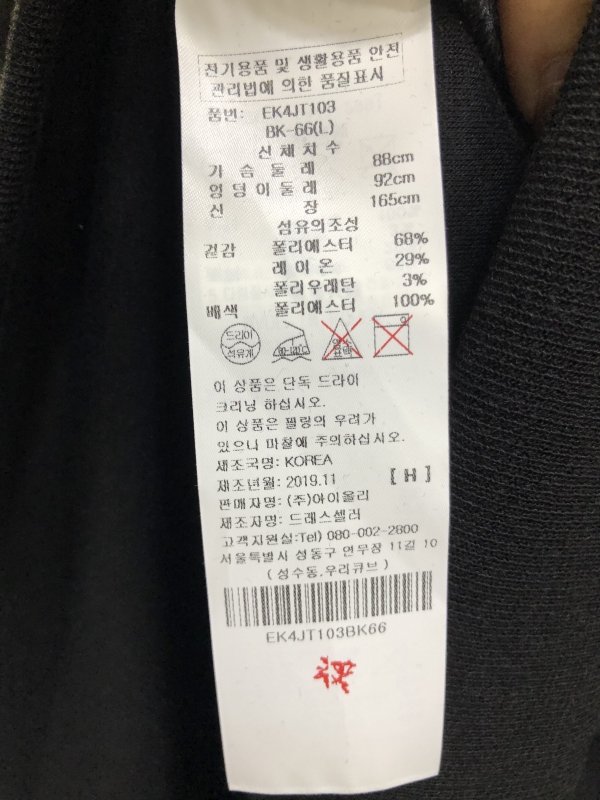 전기용품 및 생활용품 안전
관리법에 의한 품질표시
품번: EK4JT103
BK-66(L)
신체치수
가슴둘레 88cm
엉덩이둘레 92cm
신장 165cm
섬유의조성
겉감 폴리에스터 68%
레이온 29%
폴리우레탄 3%
배색 폴리에스터 100%
드라이
석유계
이 상품은 단독 드라이
크리닝 하십시오.
이 상품은 필링의 우려가
있으니 마찰에 주의하십시오.
제조국명: KOREA
제조년월: 2019.11 [ H ]
판매자명: (주)아이올리
제조자명: 드레스셀러
고객지원실:Tel) 080-002-2800
서울특별시 성동구 연무장 11길 10
(성수동,우리큐브)
EK4JT103BK66